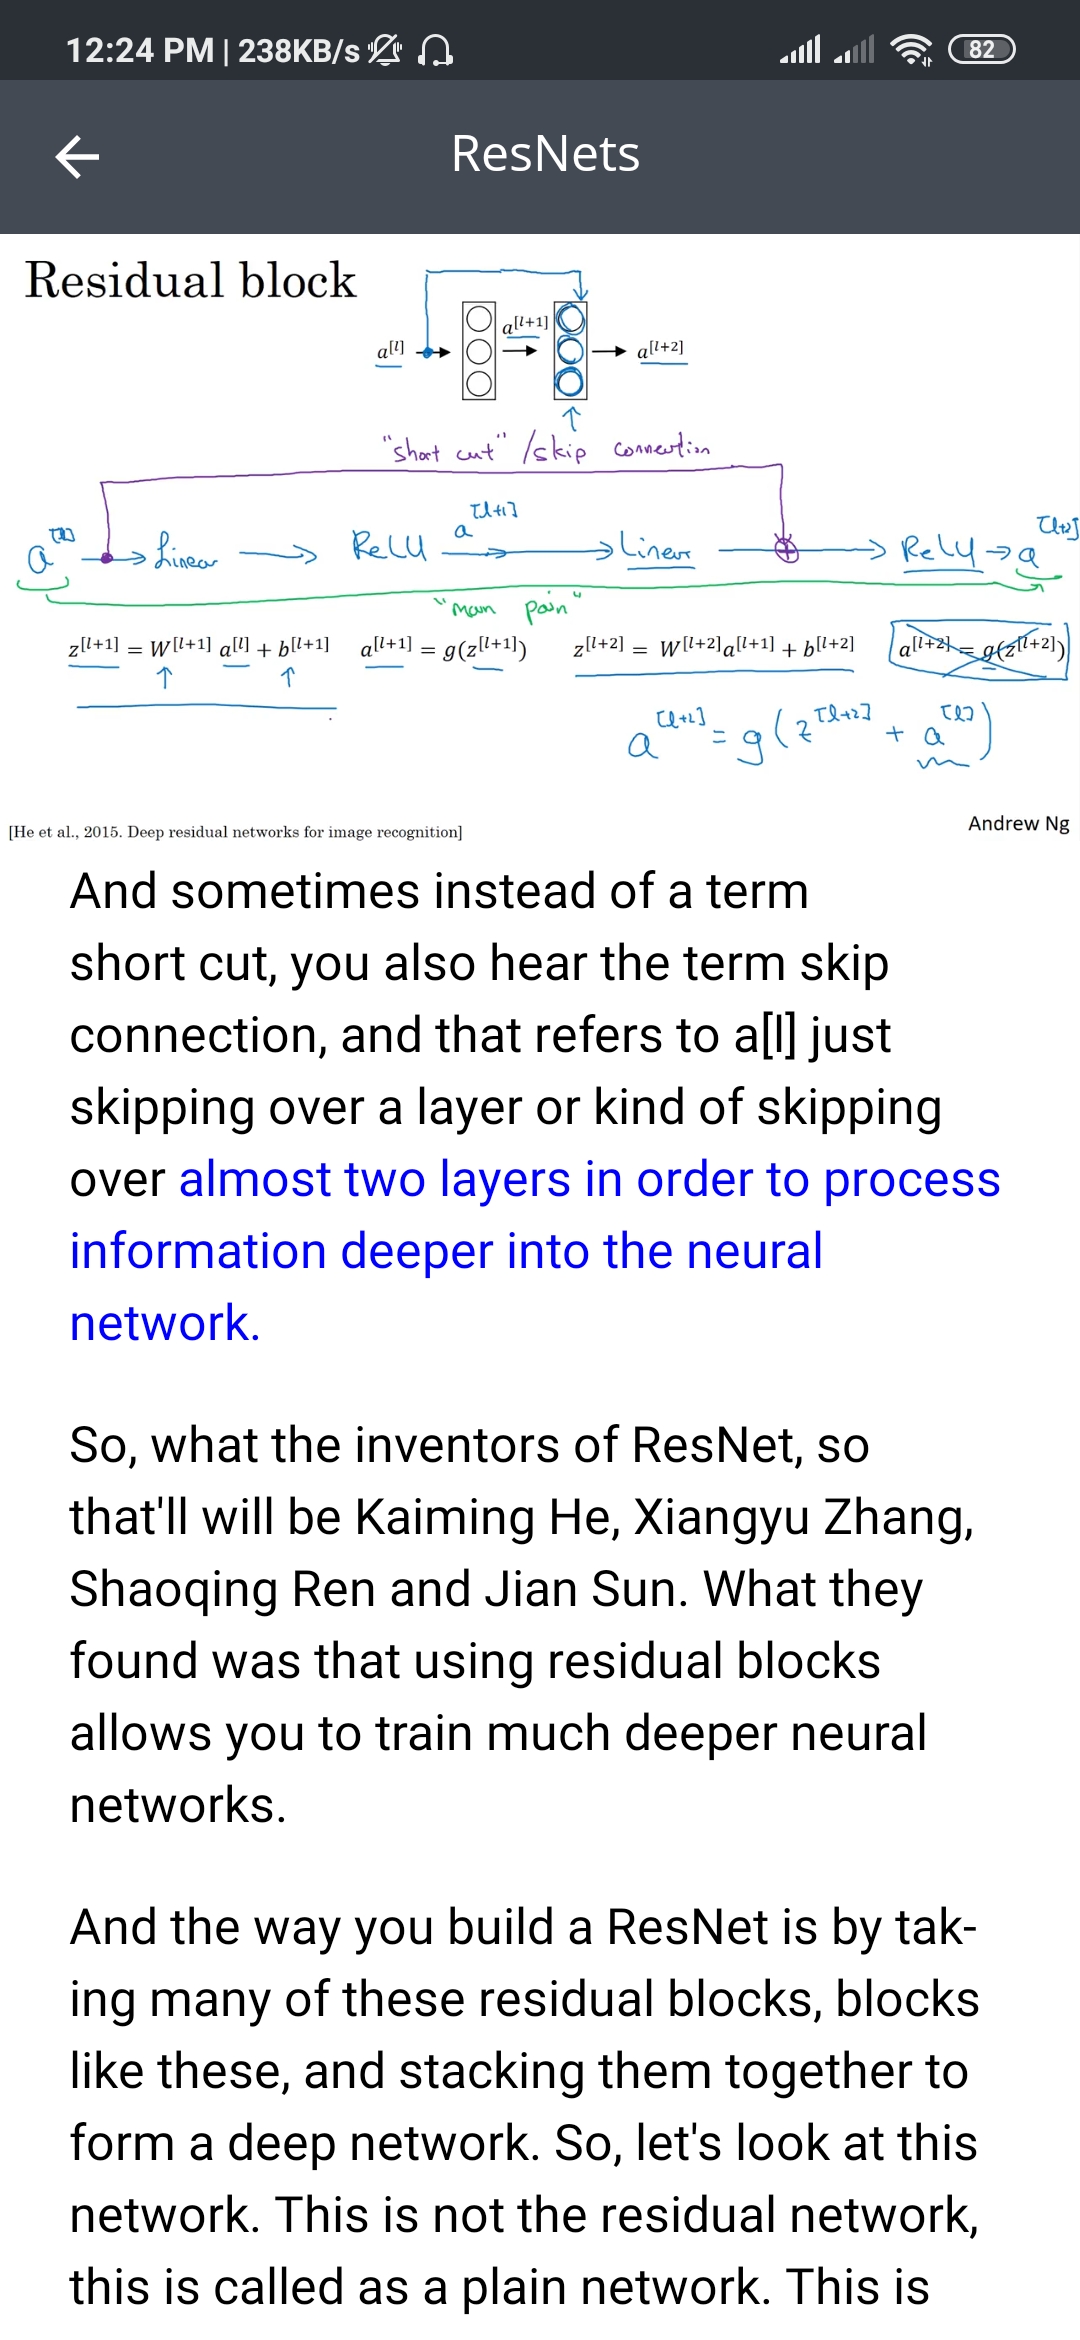 12:24 PM | 238KB/s 82
ResNets
Residual block
a[l] a[l+1] a[l+2]
"short cut" / skip connection
a[l] → Linear → ReLU a[l+1] → Linear → ReLU → a[l+2]
"main path"
z[l+1] = W[l+1] a[l] + b[l+1] a[l+1] = g(z[l+1]) z[l+2] = W[l+2]a[l+1] + b[l+2] a[l+2] = g(z[l+2])
a[l+2] = g(z[l+2] + a[l])
[He et al., 2015. Deep residual networks for image recognition]
Andrew Ng
And sometimes instead of a term
short cut, you also hear the term skip
connection, and that refers to a[l] just
skipping over a layer or kind of skipping
over almost two layers in order to process
information deeper into the neural
network.
So, what the inventors of ResNet, so
that'll will be Kaiming He, Xiangyu Zhang,
Shaoqing Ren and Jian Sun. What they
found was that using residual blocks
allows you to train much deeper neural
networks.
And the way you build a ResNet is by tak-
ing many of these residual blocks, blocks
like these, and stacking them together to
form a deep network. So, let's look at this
network. This is not the residual network,
this is called as a plain network. This is